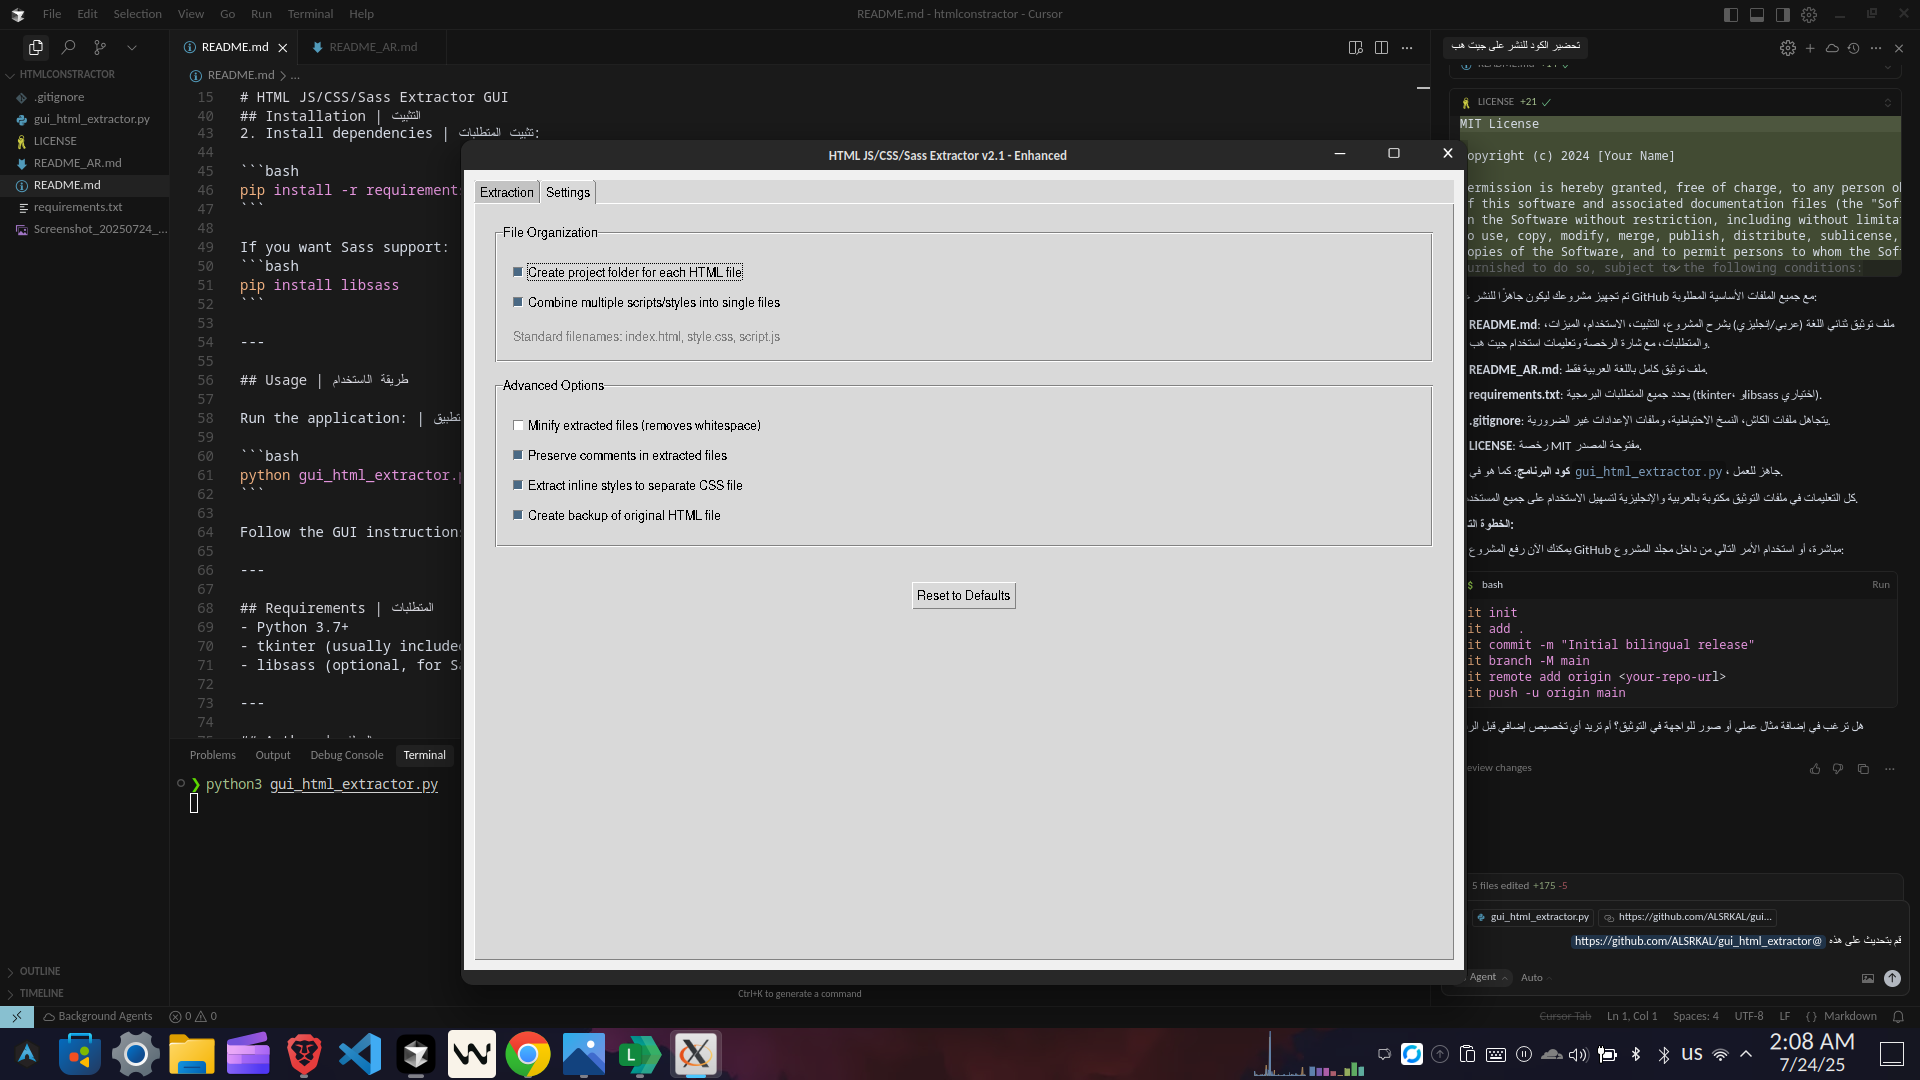 File Edit Selection View Go Run Terminal Help
README.md - htmlconstractor - Cursor
HTMLCONSTRACTOR
.gitignore
gui_html_extractor.py
LICENSE
README_AR.md
README.md
requirements.txt
Screenshot_20250724_...
OUTLINE
TIMELINE
README.md
README_AR.md
README.md > ...
15 # HTML JS/CSS/Sass Extractor GUI
40 ## Installation | التثبيت
43 2. Install dependencies | تثبيت المتطلبات:
44
45 ```bash
46 pip install -r requirement
47 ```
48
49 If you want Sass support:
50 ```bash
51 pip install libsass
52 ```
53
54 ---
55
56 ## Usage | طريقة الاستخدام
57
58 Run the application: |
59
60 ```bash
61 python gui_html_extractor.
62 ```
63
64 Follow the GUI instruction
65
66 ---
67
68 ## Requirements | المتطلبات
69 - Python 3.7+
70 - tkinter (usually include
71 - libsass (optional, for S
72
73 ---
74
Problems Output Debug Console Terminal
❯ python3 gui_html_extractor.py
Ctrl+K to generate a command
HTML JS/CSS/Sass Extractor v2.1 - Enhanced
Extraction Settings
File Organization
Create project folder for each HTML file
Combine multiple scripts/styles into single files
Standard filenames: index.html, style.css, script.js
Advanced Options
Minify extracted files (removes whitespace)
Preserve comments in extracted files
Extract inline styles to separate CSS file
Create backup of original HTML file
Reset to Defaults
تحضير الكود للنشر على جيت هب
LICENSE +21
MIT License
opyright (c) 2024 [Your Name]
ermission is hereby granted, free of charge, to any person o
f this software and associated documentation files (the "Sof
n the Software without restriction, including without limita
o use, copy, modify, merge, publish, distribute, sublicense,
opies of the Software, and to permit persons to whom the Sof
urnished to do so, subject to the following conditions:
تم تجهيز مشروعك ليكون جاهزًا للنشر GitHub مع جميع الملفات الأساسية المطلوبة:
README.md: ملف توثيق ثنائي اللغة (عربي/إنجليزي) يشرح المشروع، التثبيت، الاستخدام، الميزات،
والمتطلبات، مع شارة الرخصة وتعليمات استخدام جيت هب.
README_AR.md: ملف توثيق كامل باللغة العربية فقط.
requirements.txt: يحدد جميع المتطلبات البرمجية (tkinter، وlibsass اختياري).
.gitignore: يتجاهل ملفات الكاش، النسخ الاحتياطية، وملفات الإعدادات غير الضرورية.
LICENSE: رخصة MIT مفتوحة المصدر.
كود البرنامج: كما هو في gui_html_extractor.py ، جاهز للعمل.
كل التعليمات في ملفات التوثيق مكتوبة بالعربية والإنجليزية لتسهيل الاستخدام على جميع
الخطوة
يمكنك الآن رفع المشروع GitHub مباشرة، أو استخدام الأمر التالي من داخل مجلد المشروع:
$ bash Run
it init
it add .
it commit -m "Initial bilingual release"
it branch -M main
it remote add origin <your-repo-url>
it push -u origin main
هل ترغب في إضافة مثال عملي أو صور للواجهة في التوثيق؟ أم تريد أي تخصيص إضافي قبل
eview changes
5 files edited +175 -5
gui_html_extractor.py https://github.com/ALSRKAL/gui...
قم بتحديث على هذه @https://github.com/ALSRKAL/gui_html_extractor
Agent Auto
Background Agents 0 0
Cursor Tab Ln 1, Col 1 Spaces: 4 UTF-8 LF {} Markdown
US
2:08 AM
7/24/25